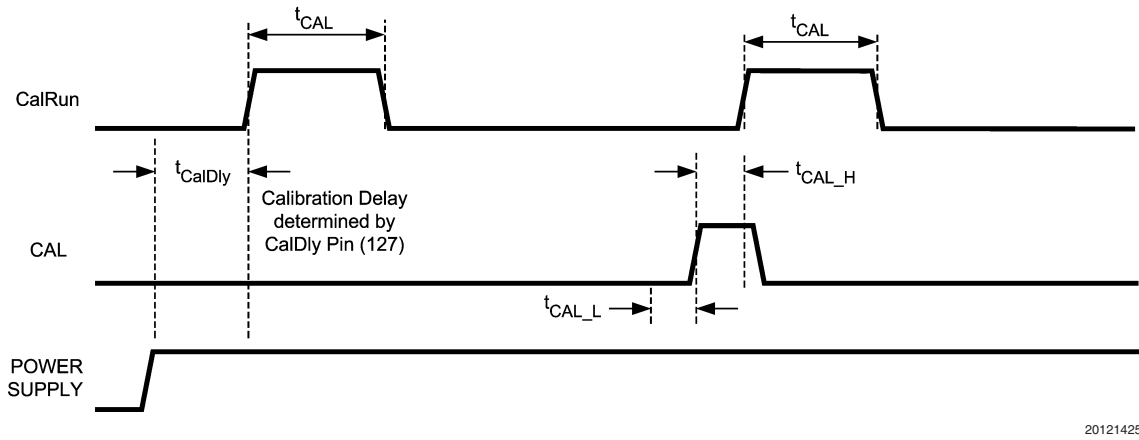 tCAL
tCAL
CalRun
tCalDly
tCAL_H
Calibration Delay
determined by
CalDly Pin (127)
CAL
tCAL_L
POWER
SUPPLY
20121425